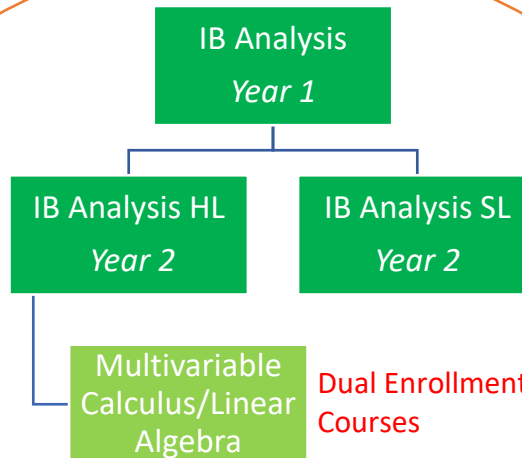 IB Analysis
Year 1
IB Analysis HL
Year 2
IB Analysis SL
Year 2
Multivariable
Calculus/Linear
Algebra
Dual Enrollment
Courses